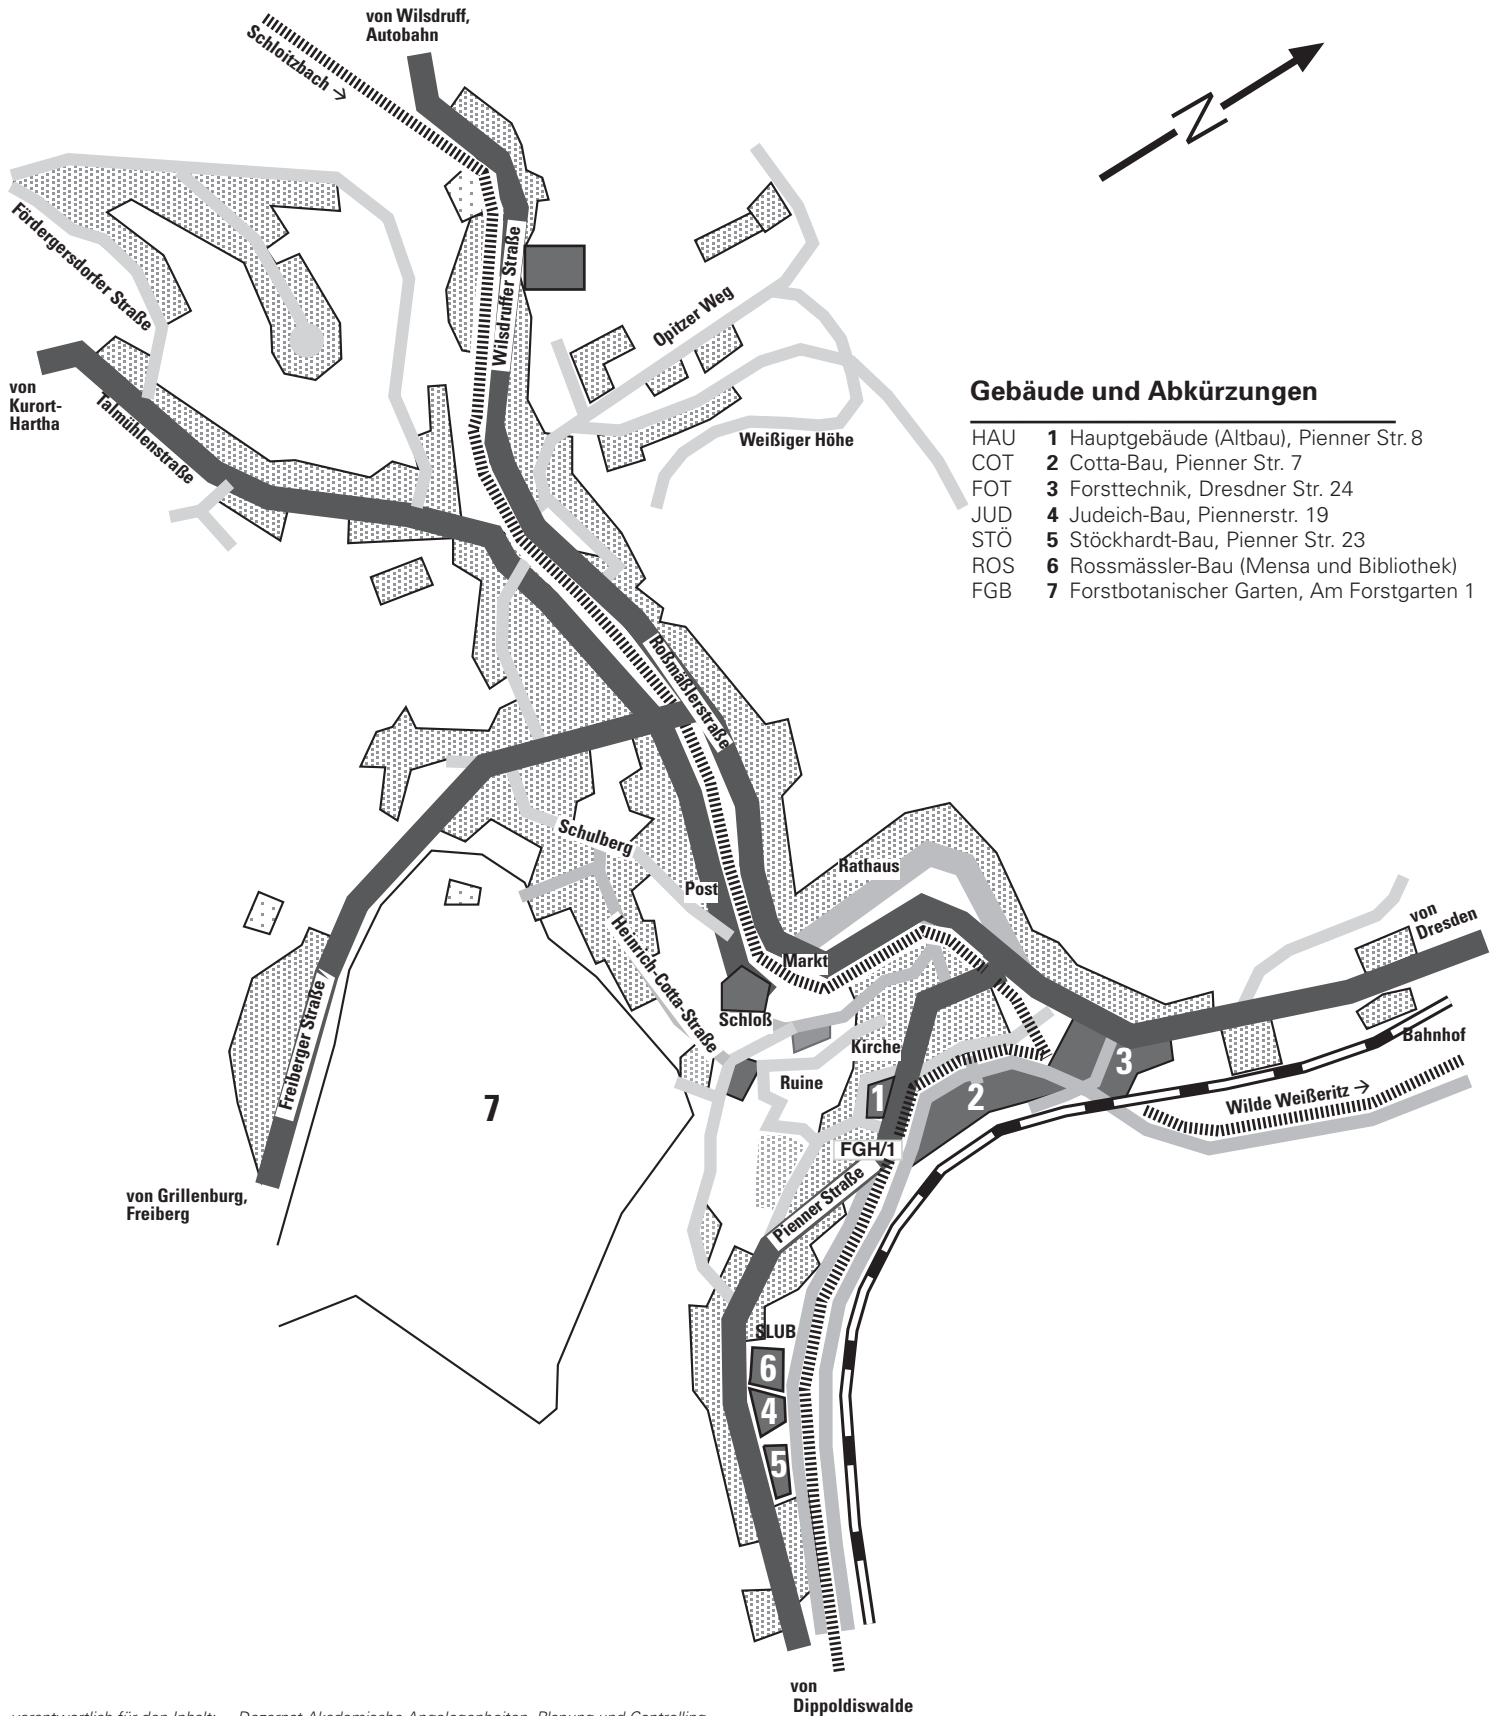 von Wilsdruff,
Autobahn
Schloitzbach →
N
Fördergersdorfer Straße
Wilsdruffer Straße
Opitzer Weg
von
Kurort-
Hartha
Talmühlenstraße
Weißiger Höhe
Gebäude und Abkürzungen
HAU 1 Hauptgebäude (Altbau), Pienner Str. 8
COT 2 Cotta-Bau, Pienner Str. 7
FOT 3 Forsttechnik, Dresdner Str. 24
JUD 4 Judeich-Bau, Piennerstr. 19
STÖ 5 Stöckhardt-Bau, Pienner Str. 23
ROS 6 Rossmässler-Bau (Mensa und Bibliothek)
FGB 7 Forstbotanischer Garten, Am Forstgarten 1
Roßmäßlerstraße
Schulberg
Rathaus
Post
von
Dresden
Heinrich-Cotta-Straße
Markt
Schloß
Freiberger Straße
Kirche
Bahnhof
3
Ruine
1
2
Wilde Weißeritz →
7
FGH/1
Pienner Straße
von Grillenburg,
Freiberg
SLUB
6
4
5
von
Dippoldiswalde